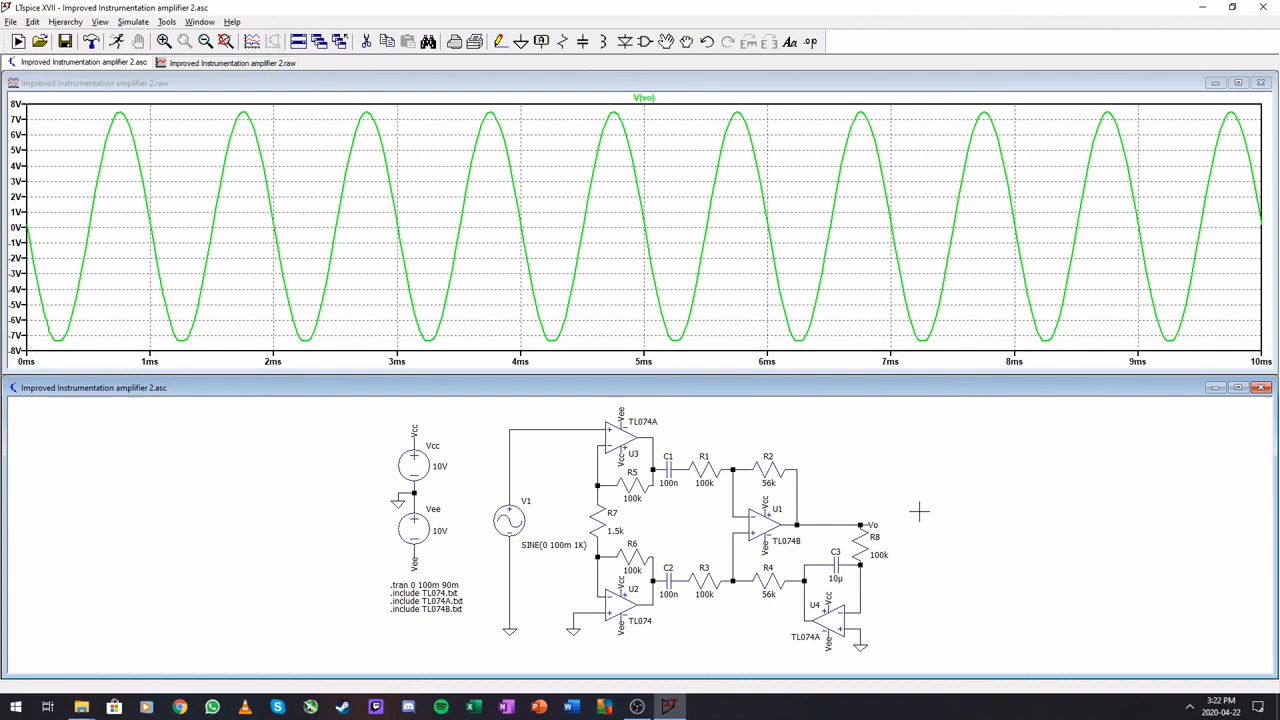 LTspice XVII - Improved Instrumentation amplifier 2.asc
File Edit Hierarchy View Simulate Tools Window Help
Improved Instrumentation amplifier 2.asc Improved Instrumentation amplifier 2.raw
Improved Instrumentation amplifier 2.raw
V(vo)
8V
7V
6V
5V
4V
3V
2V
1V
0V
-1V
-2V
-3V
-4V
-5V
-6V
-7V
-8V
0ms 1ms 2ms 3ms 4ms 5ms 6ms 7ms 8ms 9ms 10ms
Improved Instrumentation amplifier 2.asc
Vcc
Vcc
10V
Vee
10V
Vee
.tran 0 100m 90m
.include TL074.txt
.include TL074A.txt
.include TL074B.txt
V1
SINE(0 100m 1K)
Vee
TL074A
U3
Vcc
R5
100k
R7
1.5k
R6
100k
Vcc
U2
TL074
Vee
C1
100n
R1
100k
R2
56k
Vcc
U1
TL074B
Vee
C2
100n
R3
100k
R4
56k
Vo
R8
100k
C3
10µ
Vcc
U4
TL074A
Vee
3:22 PM
2020-04-22